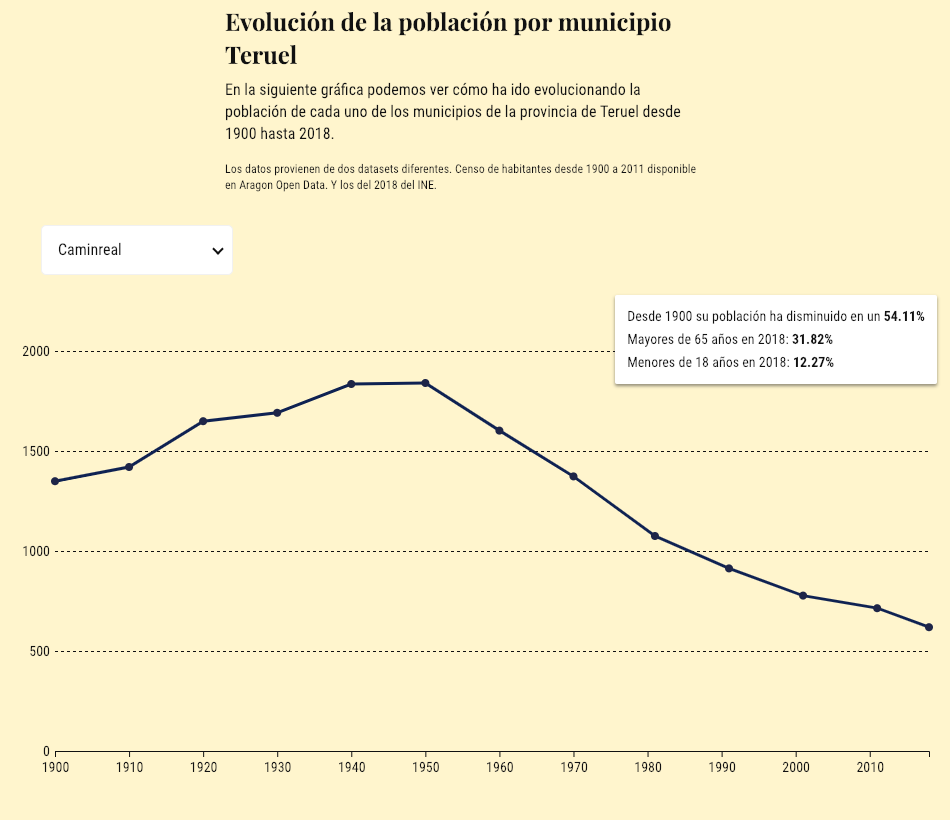 Evolución de la población por municipio
Teruel
En la siguiente gráfica podemos ver cómo ha ido evolucionando la
población de cada uno de los municipios de la provincia de Teruel desde
1900 hasta 2018.
Los datos provienen de dos datasets diferentes. Censo de habitantes desde 1900 a 2011 disponible
en Aragon Open Data. Y los del 2018 del INE.
Caminreal
Desde 1900 su población ha disminuido en un 54.11%
Mayores de 65 años en 2018: 31.82%
Menores de 18 años en 2018: 12.27%
2000
1500
1000
500
0
1900 1910 1920 1930 1940 1950 1960 1970 1980 1990 2000 2010